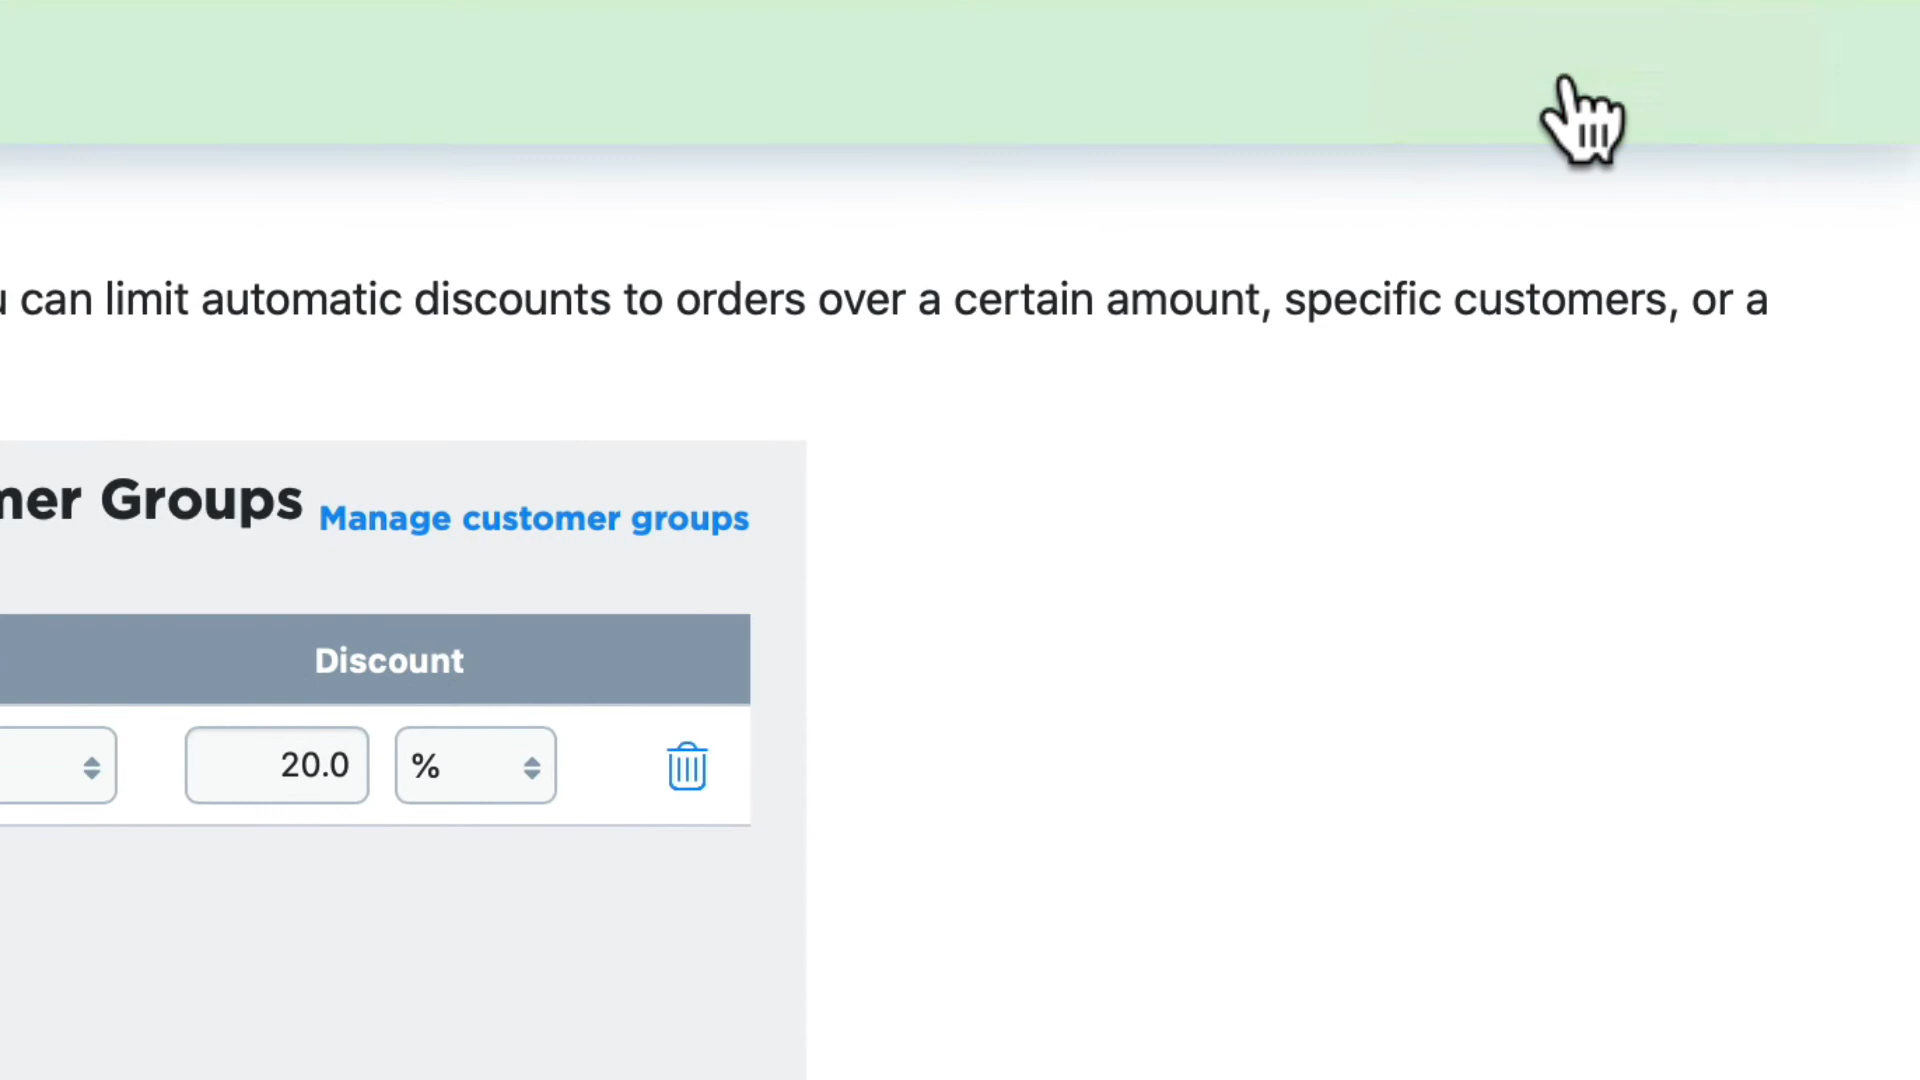 can limit automatic discounts to orders over a certain amount, specific customers, or a
Groups Manage customer groups
Discount
20.0 %